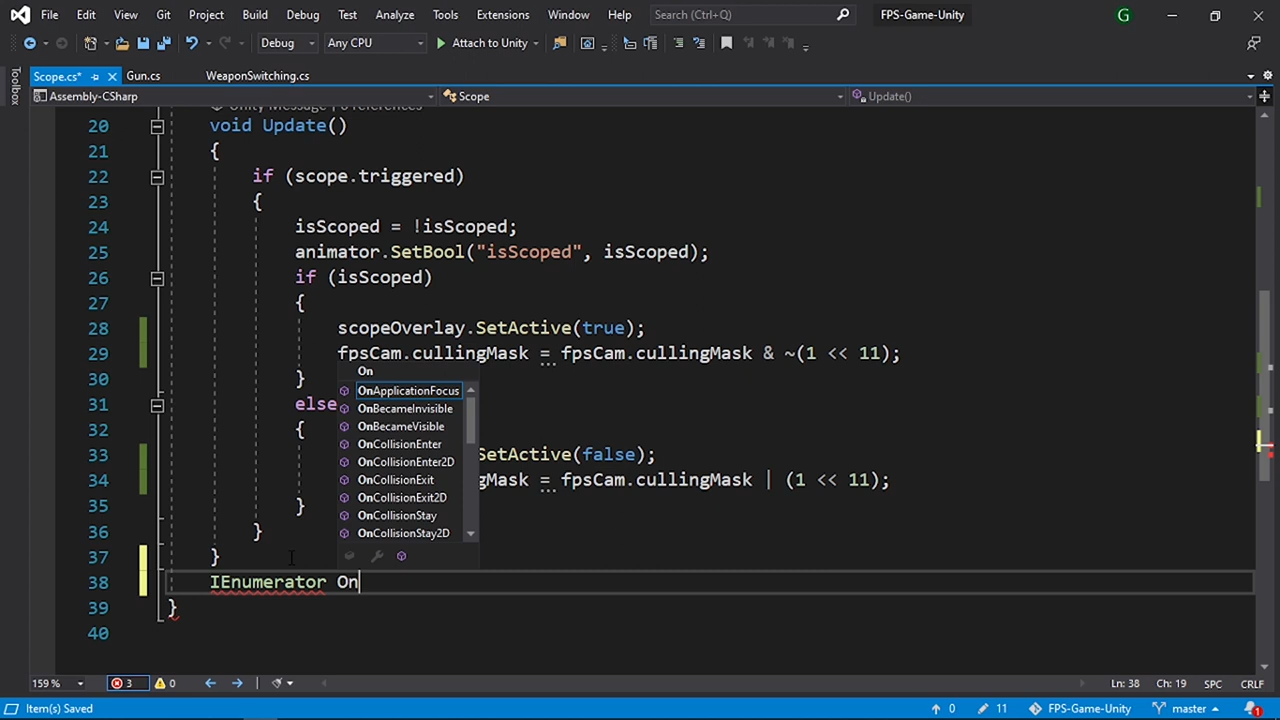 File Edit View Git Project Build Debug Test Analyze Tools Extensions Window Help Search (Ctrl+Q) FPS-Game-Unity G
Debug Any CPU Attach to Unity
Toolbox
Scope.cs* Gun.cs WeaponSwitching.cs
Assembly-CSharp Scope Update()
20 void Update()
21 {
22 if (scope.triggered)
23 {
24 isScoped = !isScoped;
25 animator.SetBool("isScoped", isScoped);
26 if (isScoped)
27 {
28 scopeOverlay.SetActive(true);
29 fpsCam.cullingMask = fpsCam.cullingMask & ~(1 << 11);
30 }
31 else
32 {
33 SetActive(false);
34 gMask = fpsCam.cullingMask | (1 << 11);
35 }
36 }
37 }
38 IEnumerator On
39 }
40
On
OnApplicationFocus
OnBecameInvisible
OnBecameVisible
OnCollisionEnter
OnCollisionEnter2D
OnCollisionExit
OnCollisionExit2D
OnCollisionStay
OnCollisionStay2D
159 % 3 0 Ln: 38 Ch: 19 SPC CRLF
Item(s) Saved 0 11 FPS-Game-Unity master 1